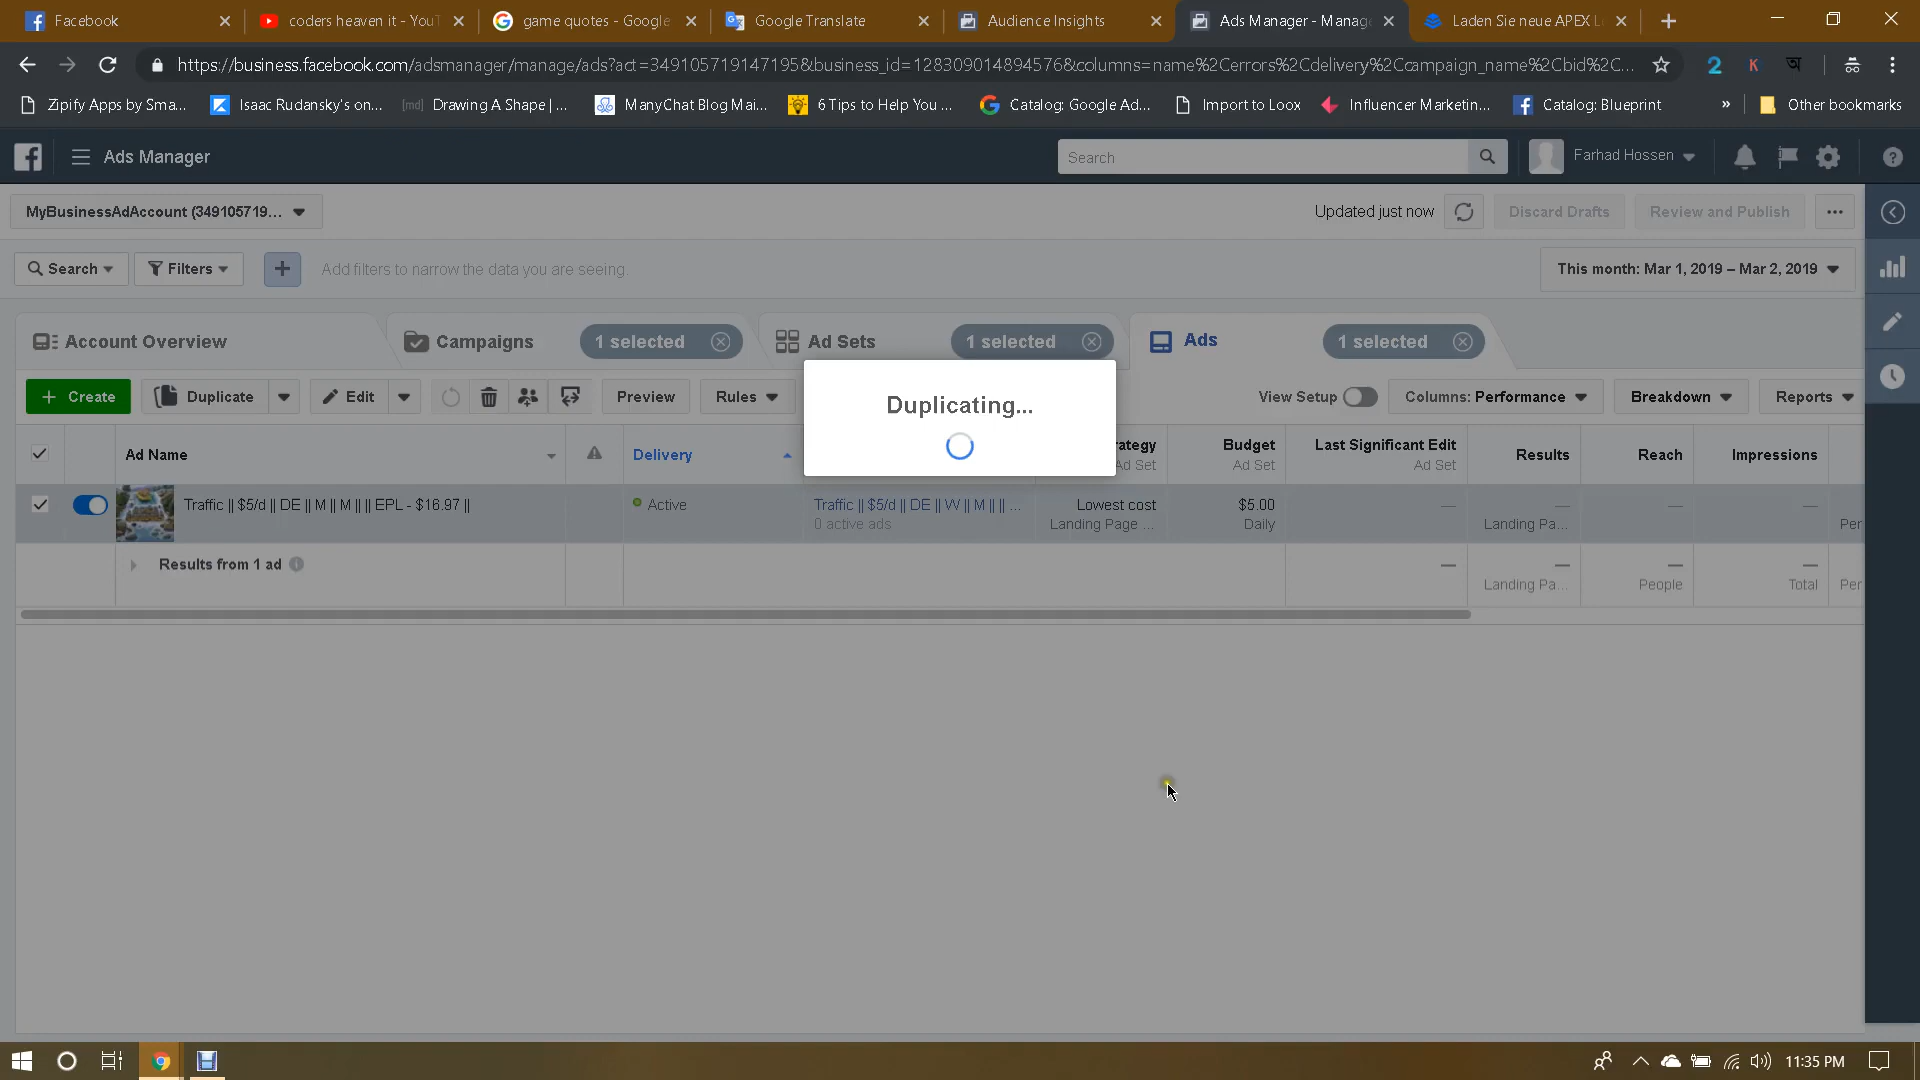 Facebook
coders heaven it - YouT
game quotes - Google
Google Translate
Audience Insights
Ads Manager - Manage
Laden Sie neue APEX L
https://business.facebook.com/adsmanager/manage/ads?act=349105719147195&business_id=128309014894576&columns=name%2Cerrors%2Cdelivery%2Ccampaign_name%2Cbid%2C...
Zipify Apps by Sma...
Isaac Rudansky's on...
[md] Drawing A Shape | ...
ManyChat Blog Mai...
6 Tips to Help You ...
Catalog: Google Ad...
Import to Loox
Influencer Marketin...
Catalog: Blueprint
»
Other bookmarks
Ads Manager
Search
Farhad Hossen
MyBusinessAdAccount (349105719...
Updated just now
Discard Drafts
Review and Publish
Search
Filters
Add filters to narrow the data you are seeing.
This month: Mar 1, 2019 – Mar 2, 2019
Account Overview
Campaigns
1 selected
Ad Sets
1 selected
Ads
1 selected
+ Create
Duplicate
Edit
Preview
Rules
View Setup
Columns: Performance
Breakdown
Reports
Duplicating...
Ad Name
Delivery
rategy
Ad Set
Budget
Ad Set
Last Significant Edit
Ad Set
Results
Reach
Impressions
Traffic || $5/d || DE || M || M || || EPL - $16.97 ||
Active
Traffic || $5/d || DE || W || M || || ...
0 active ads
Lowest cost
Landing Page ...
$5.00
Daily
—
—
Landing Pa...
—
—
Per
Results from 1 ad
—
—
Landing Pa...
—
People
—
Total
Per
11:35 PM